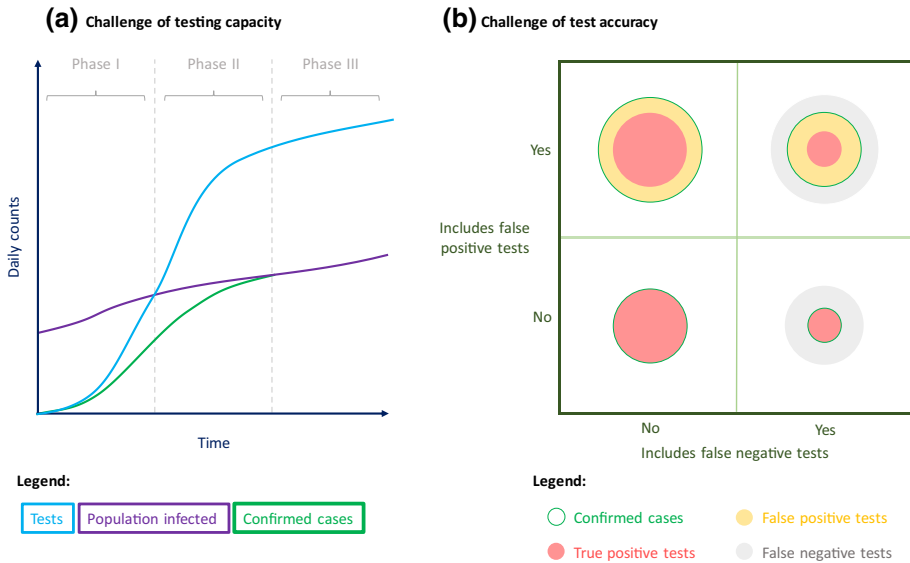 (a) Challenge of testing capacity
Phase I
Phase II
Phase III
Daily counts
Time
Legend:
Tests
Population infected
Confirmed cases
(b) Challenge of test accuracy
Yes
Includes false
positive tests
No
No
Yes
Includes false negative tests
Legend:
Confirmed cases
False positive tests
True positive tests
False negative tests